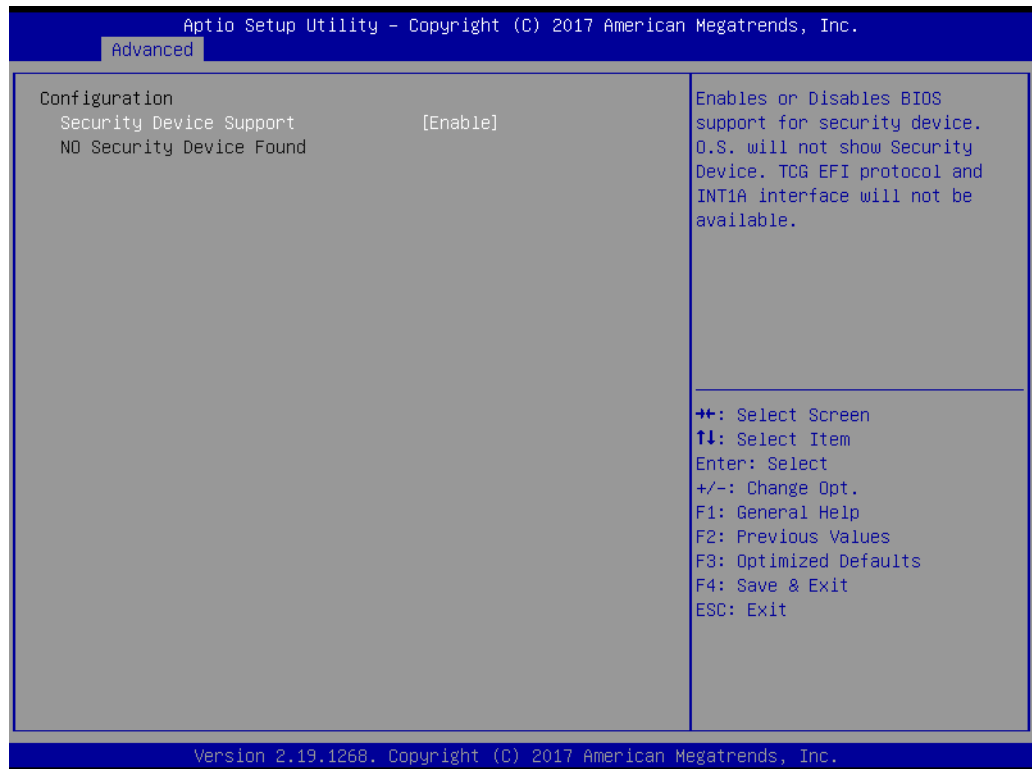 Aptio Setup Utility – Copyright (C) 2017 American Megatrends, Inc.
Advanced
Configuration
Security Device Support [Enable]
NO Security Device Found
Enables or Disables BIOS
support for security device.
O.S. will not show Security
Device. TCG EFI protocol and
INT1A interface will not be
available.
→←: Select Screen
↑↓: Select Item
Enter: Select
+/-: Change Opt.
F1: General Help
F2: Previous Values
F3: Optimized Defaults
F4: Save & Exit
ESC: Exit
Version 2.19.1268. Copyright (C) 2017 American Megatrends, Inc.